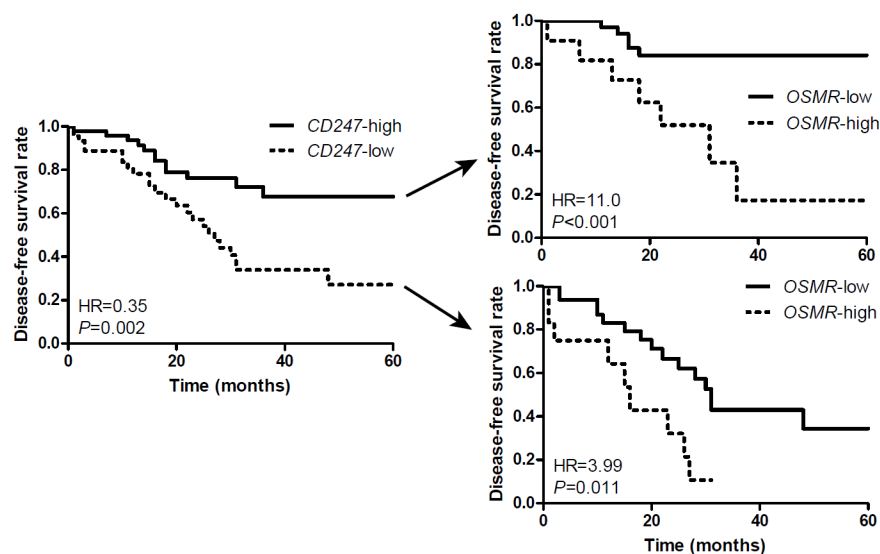 Disease-free survival rate
1.0
0.8
0.6
0.4
0.2
0.0
CD247-high
CD247-low
HR=0.35
P=0.002
0 20 40 60
Time (months)
Disease-free survival rate
1.0
0.8
0.6
0.4
0.2
0.0
OSMR-low
OSMR-high
HR=11.0
P<0.001
0 20 40 60
Disease-free survival rate
1.0
0.8
0.6
0.4
0.2
0.0
OSMR-low
OSMR-high
HR=3.99
P=0.011
0 20 40 60
Time (months)